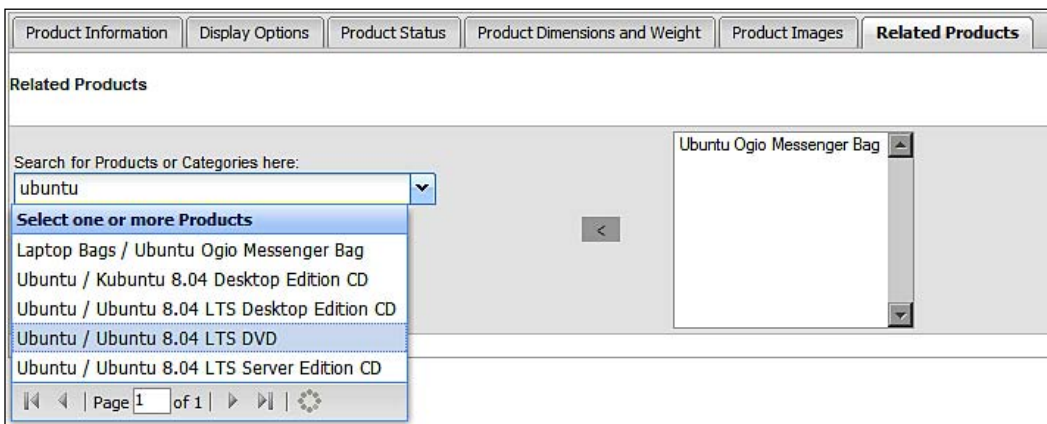 Product Information Display Options Product Status Product Dimensions and Weight Product Images Related Products
Related Products
Search for Products or Categories here:
ubuntu
Select one or more Products
Laptop Bags / Ubuntu Ogio Messenger Bag
Ubuntu / Kubuntu 8.04 Desktop Edition CD
Ubuntu / Ubuntu 8.04 LTS Desktop Edition CD
Ubuntu / Ubuntu 8.04 LTS DVD
Ubuntu / Ubuntu 8.04 LTS Server Edition CD
Page 1 of 1
<
Ubuntu Ogio Messenger Bag